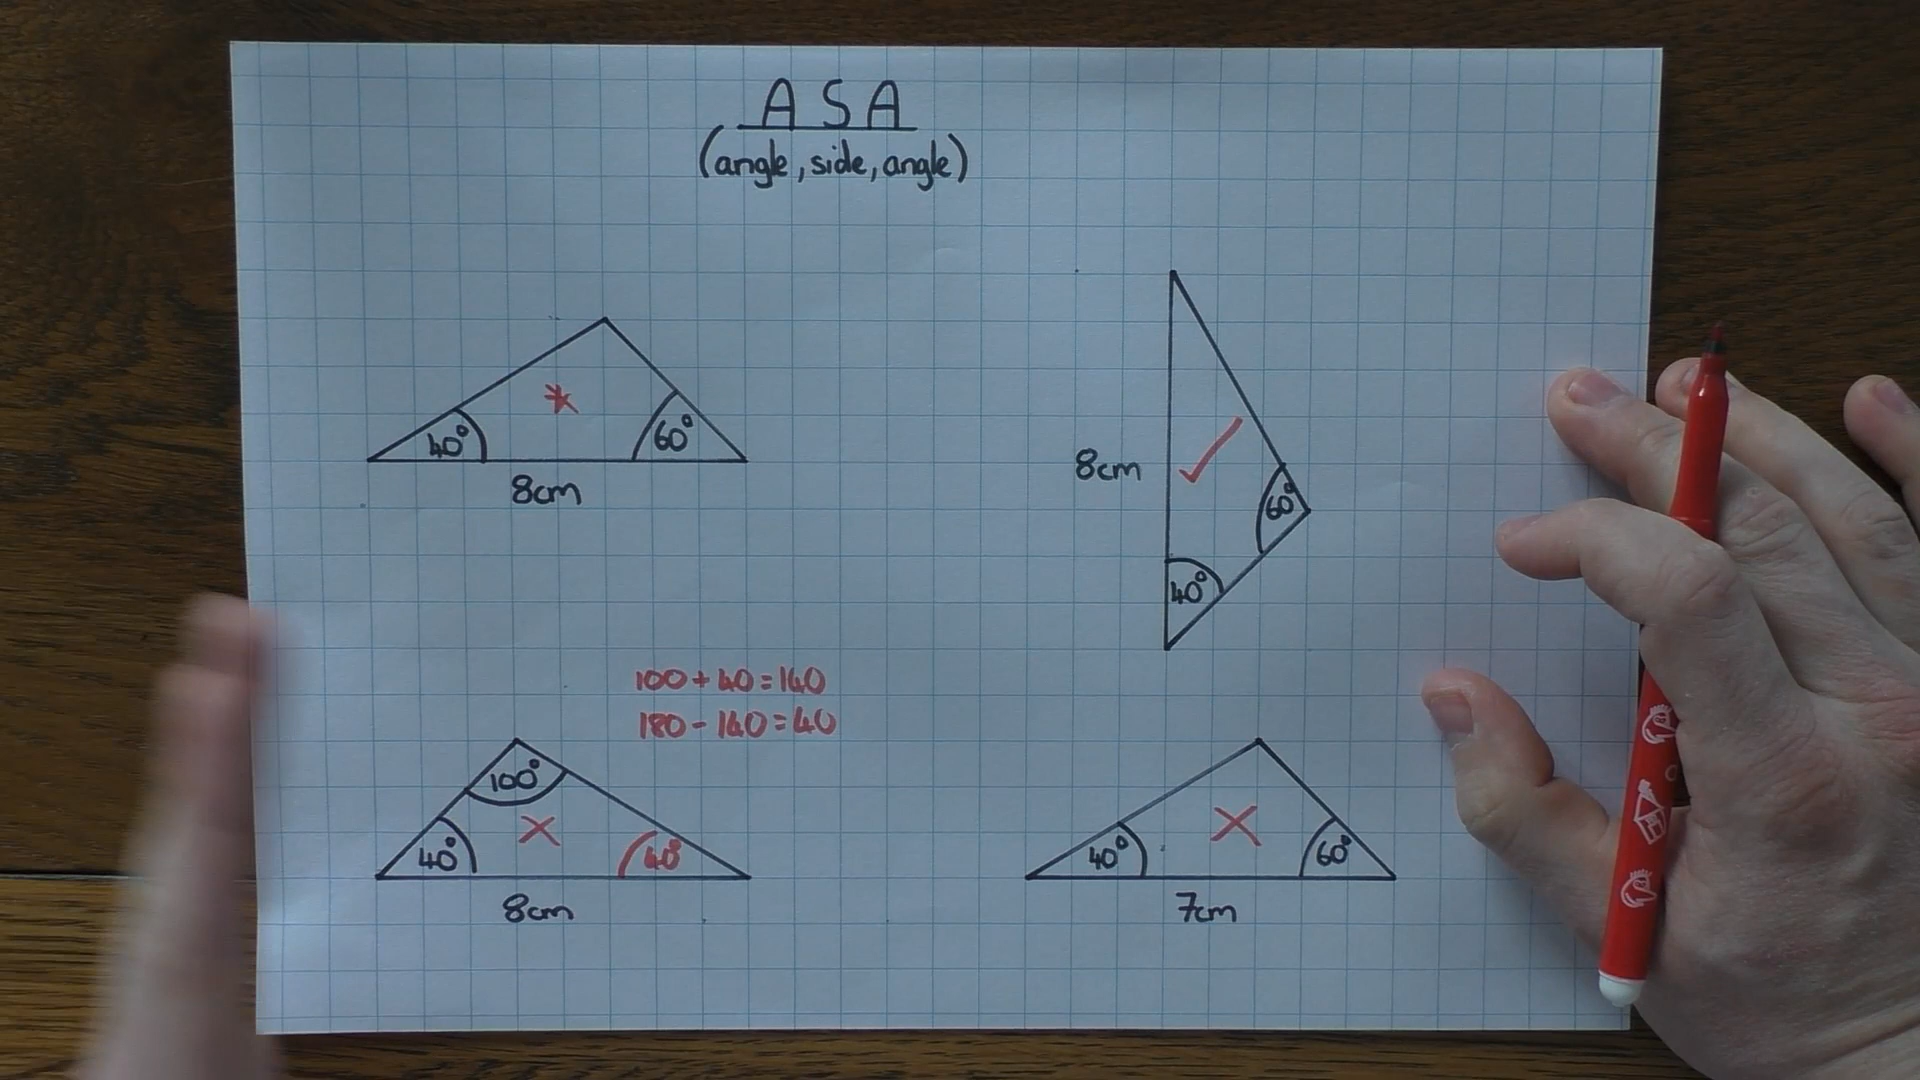 ASA
(angle, side, angle)
40°
60°
8cm
8cm
60°
40°
100 + 40 = 140
180 - 140 = 40
100°
40°
40°
8cm
40°
60°
7cm